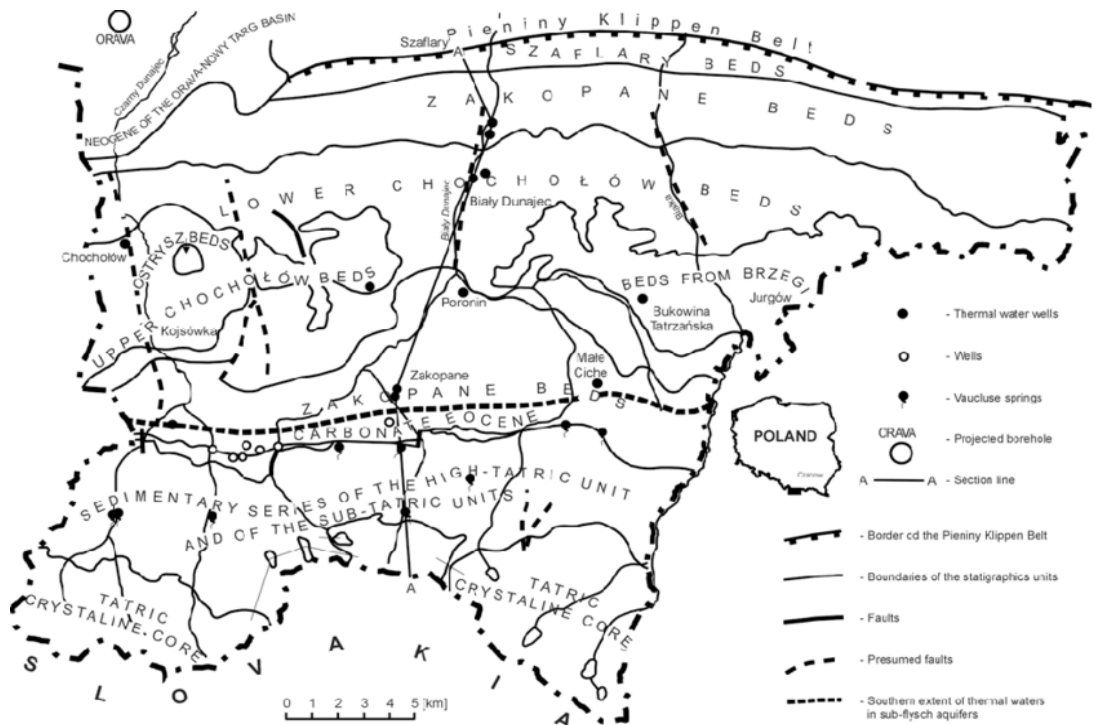 ORAVA
Czarny Dunajec
NEOGENE OF THE ORAVA-NOWY TARG BASIN
Pieniny Klippen Belt
Szaflary
A
SZAFLARY BEDS
ZAKOPANE BEDS
LOWER CHOCHOŁÓW BEDS
Biały Dunajec
Biały Dunajec
Białka
Chochołów
OSTRYSZ BEDS
UPPER CHOCHOŁÓW BEDS
Kojsówka
Poronin
BEDS FROM BRZEGI
Jurgów
Bukowina
Tatrzańska
Zakopane
Małe
Ciche
ZAKOPANE BEDS
CARBONATE EOCENE
SEDIMENTARY SERIES OF THE HIGH-TATRIC UNIT
AND OF THE SUB-TATRIC UNITS
TATRIC
CRYSTALINE CORE
A
TATRIC
CRYSTALINE CORE
SLOVAKIA
0 1 2 3 4 5 [km]
POLAND
- Thermal water wells
- Wells
- Vaucluse springs
ORAVA
- Projected borehole
A A - Section line
- Border cd the Pieniny Klippen Belt
- Boundaries of the statigraphics units
- Faults
- Presumed faults
- Southern extent of thermal waters
in sub-flysch aquifers